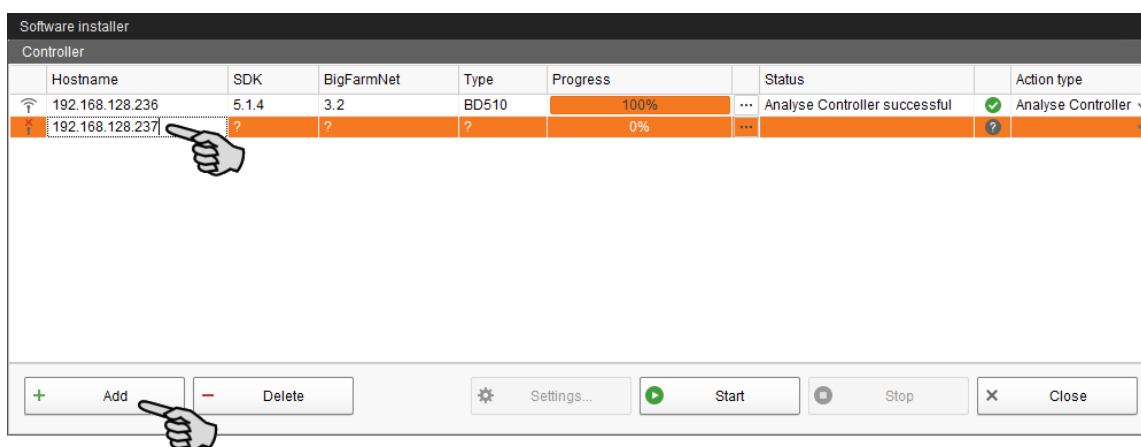 Software installer
Controller
Hostname SDK BigFarmNet Type Progress Status Action type
192.168.128.236 5.1.4 3.2 BD510 100% ... Analyse Controller successful Analyse Controller
192.168.128.237 ? ? ? 0% ... ?
+ Add − Delete Settings... Start Stop × Close